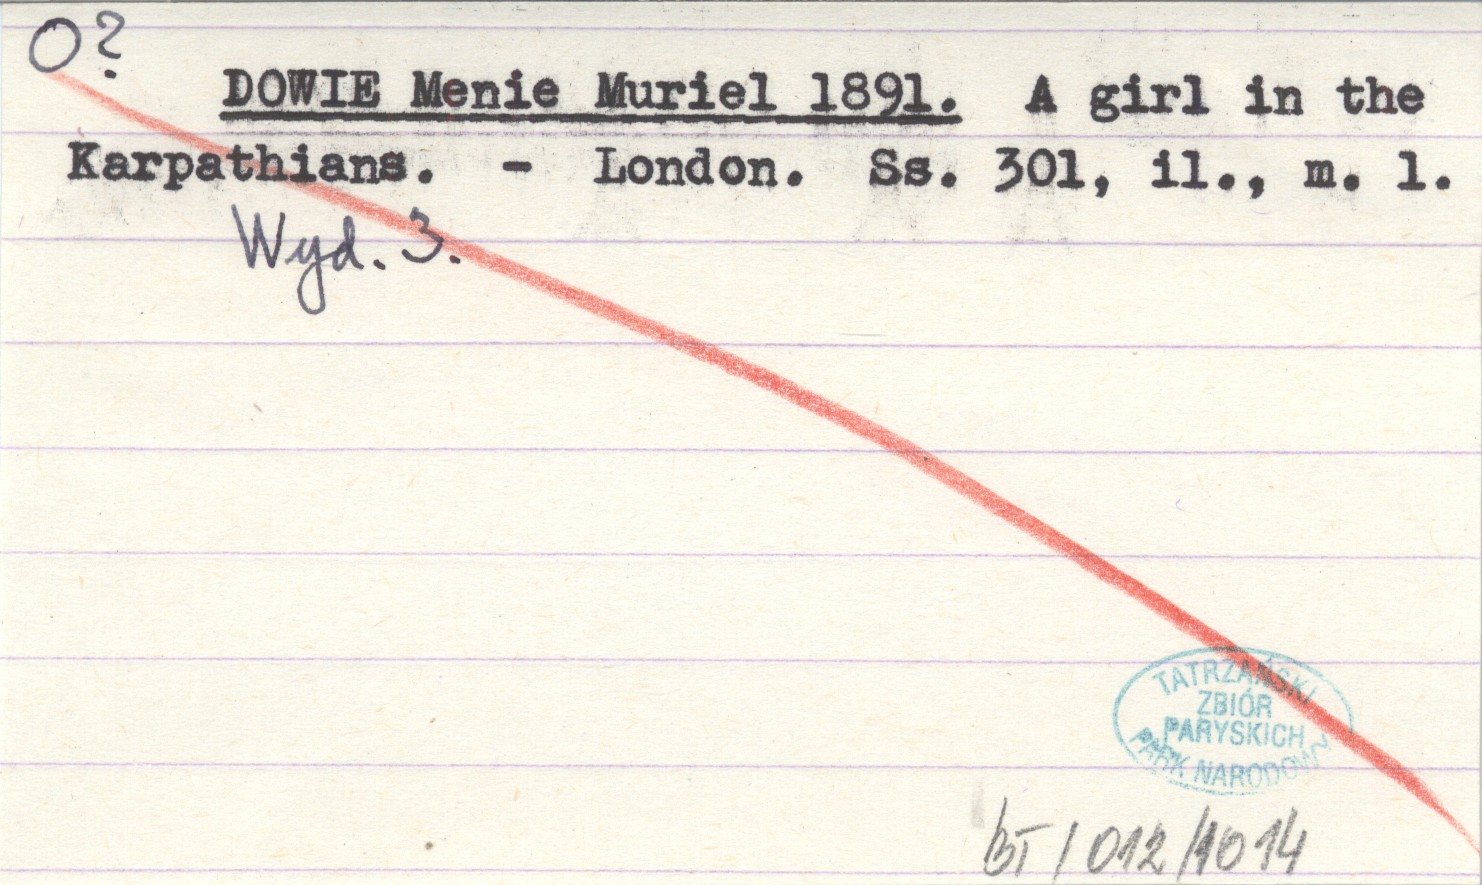 O?
DOWIE Menie Muriel 1891. A girl in the
Karpathians. - London. Ss. 301, il., m. l.
Wyd. 3.
TATRZAŃSKI
ZBIÓR
PARYSKICH
PARK NARODOWY
BT / 012 / 1014